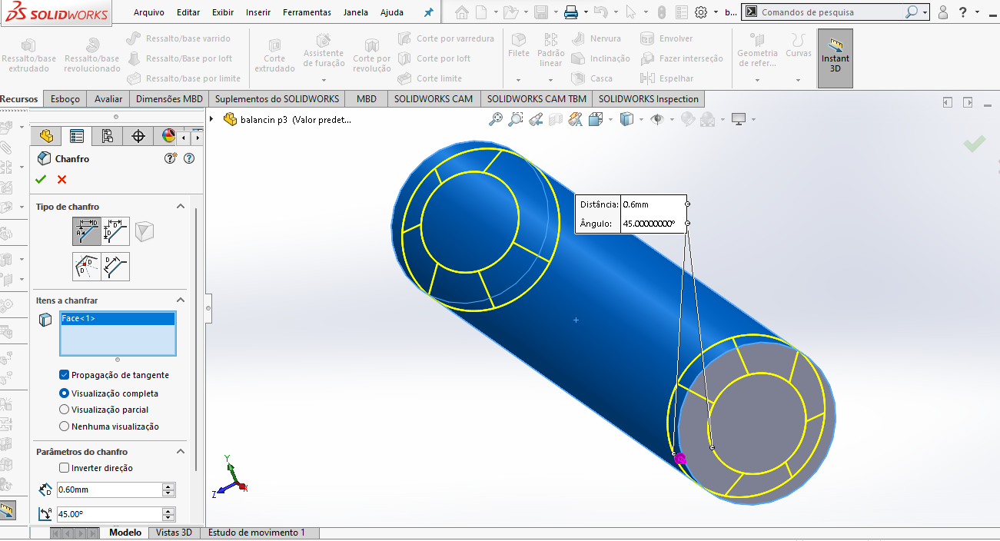 SOLIDWORKS
Arquivo Editar Exibir Inserir Ferramentas Janela Ajuda b... Comandos de pesquisa ?
Ressalto/base extrudado
Ressalto/base revolucionado
Ressalto/base varrido
Ressalto/Base por loft
Ressalto/base por limite
Corte extrudado
Assistente de furação
Corte por revolução
Corte por varredura
Corte por loft
Corte limite
Filete
Padrão linear
Nervura
Inclinação
Casca
Envolver
Fazer interseção
Espelhar
Geometria de refer...
Curvas
Instant 3D
Recursos Esboço Avaliar Dimensões MBD Suplementos do SOLIDWORKS MBD SOLIDWORKS CAM SOLIDWORKS CAM TBM SOLIDWORKS Inspection
balancin p3 (Valor predet...
Chanfro
Tipo de chanfro
Itens a chanfrar
Face<1>
Propagação de tangente
Visualização completa
Visualização parcial
Nenhuma visualização
Parâmetros do chanfro
Inverter direção
0.60mm
45.00º
Distância: 0.6mm
Ângulo: 45.00000000º
Y
Z
X
Modelo Vistas 3D Estudo de movimento 1